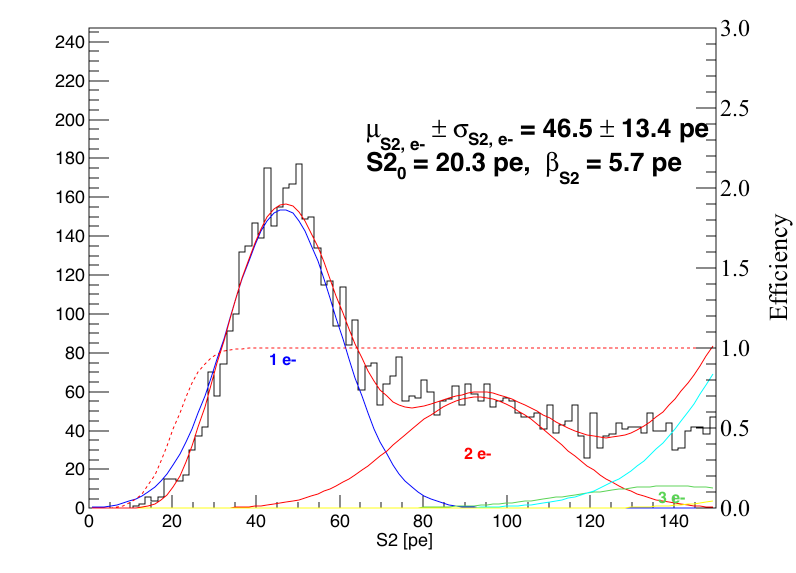 240
220
200
180
160
140
120
100
80
60
40
20
0
0 20 40 60 80 100 120 140
S2 [pe]
3.0
2.5
2.0
1.5
1.0
0.5
0.0
Efficiency
μS2, e- ± σS2, e- = 46.5 ± 13.4 pe
S20 = 20.3 pe, βS2 = 5.7 pe
1 e-
2 e-
3 e-